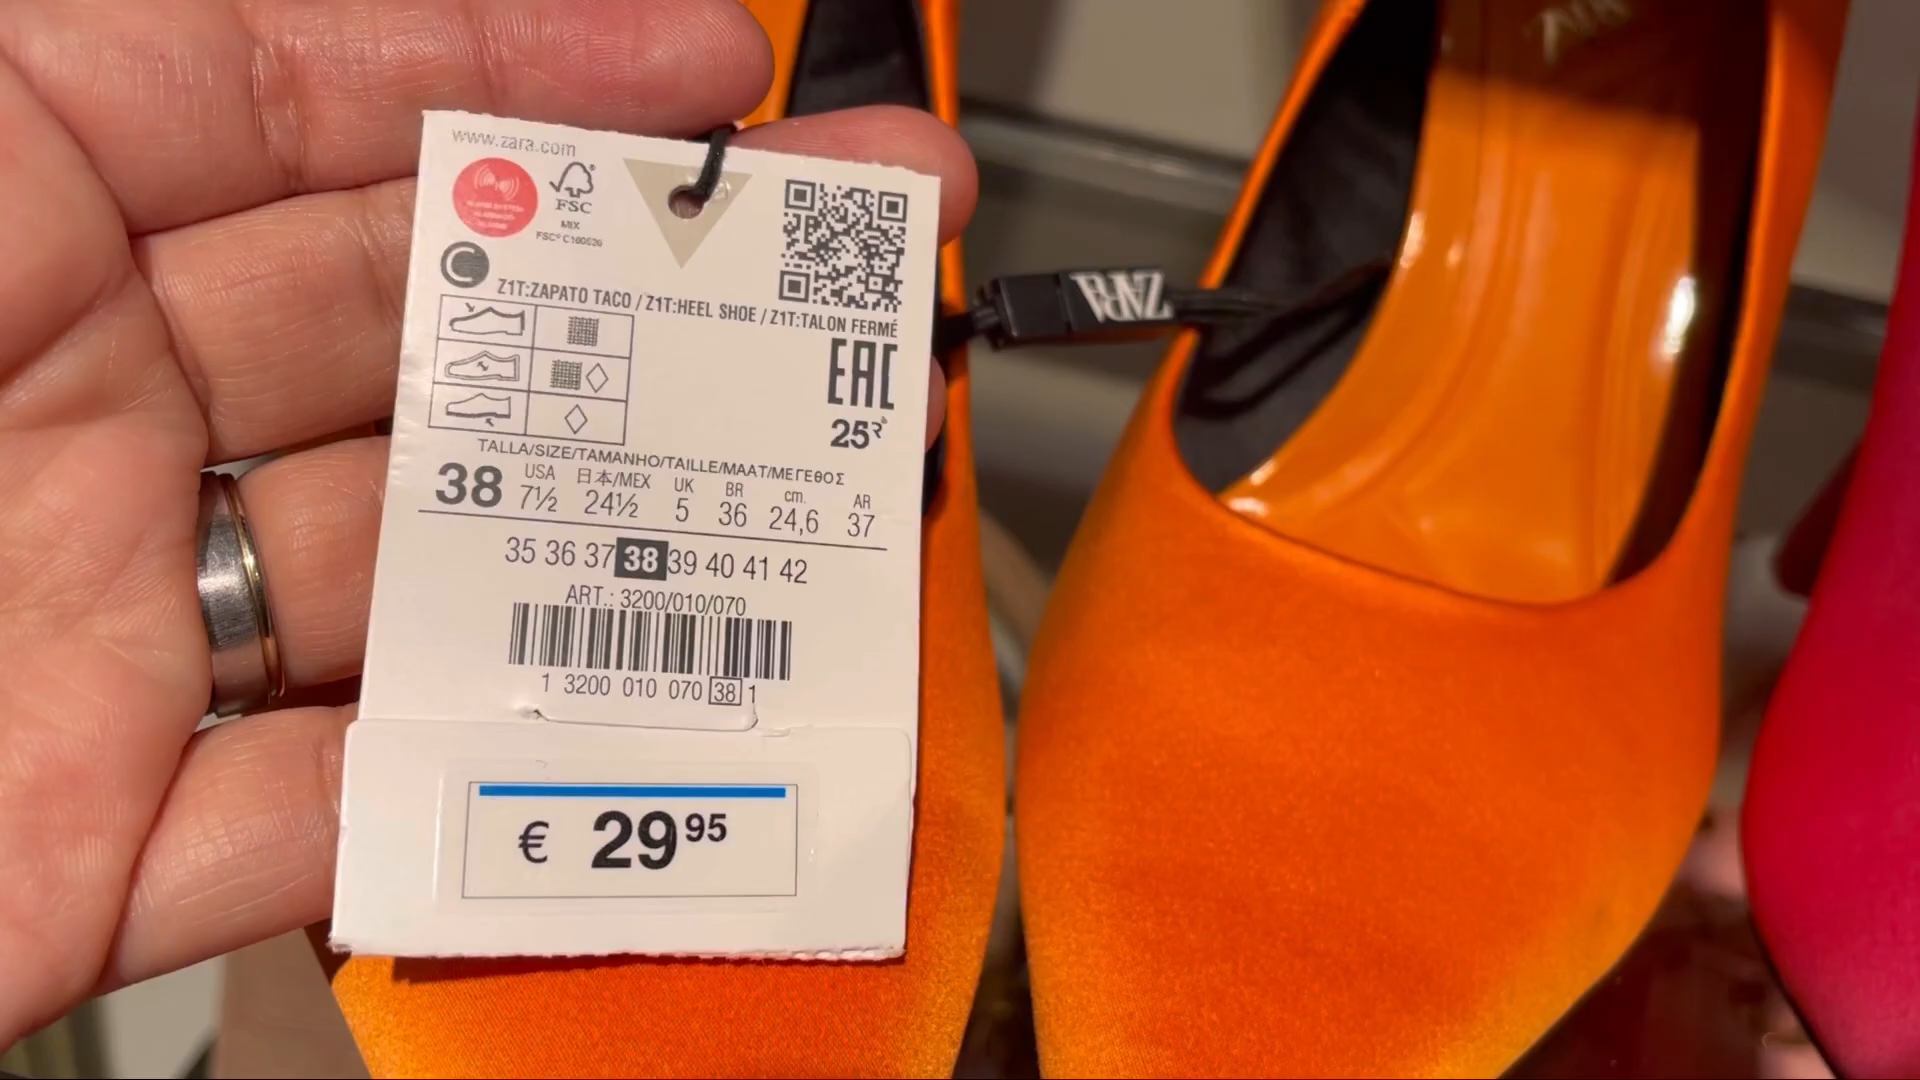 www.zara.com
FSC
MIX
Z1T:ZAPATO TACO / Z1T:HEEL SHOE / Z1T:TALON FERMÉ
EAC
25
TALLA/SIZE/TAMANHO/TAILLE/MAAT/ΜΕΓΕΘΟΣ
USA 日本/MEX UK BR cm. AR
38 7½ 24½ 5 36 24,6 37
35 36 37 38 39 40 41 42
ART.: 3200/010/070
1 3200 010 070 38 1
€ 29 95
ZARA
ZARA